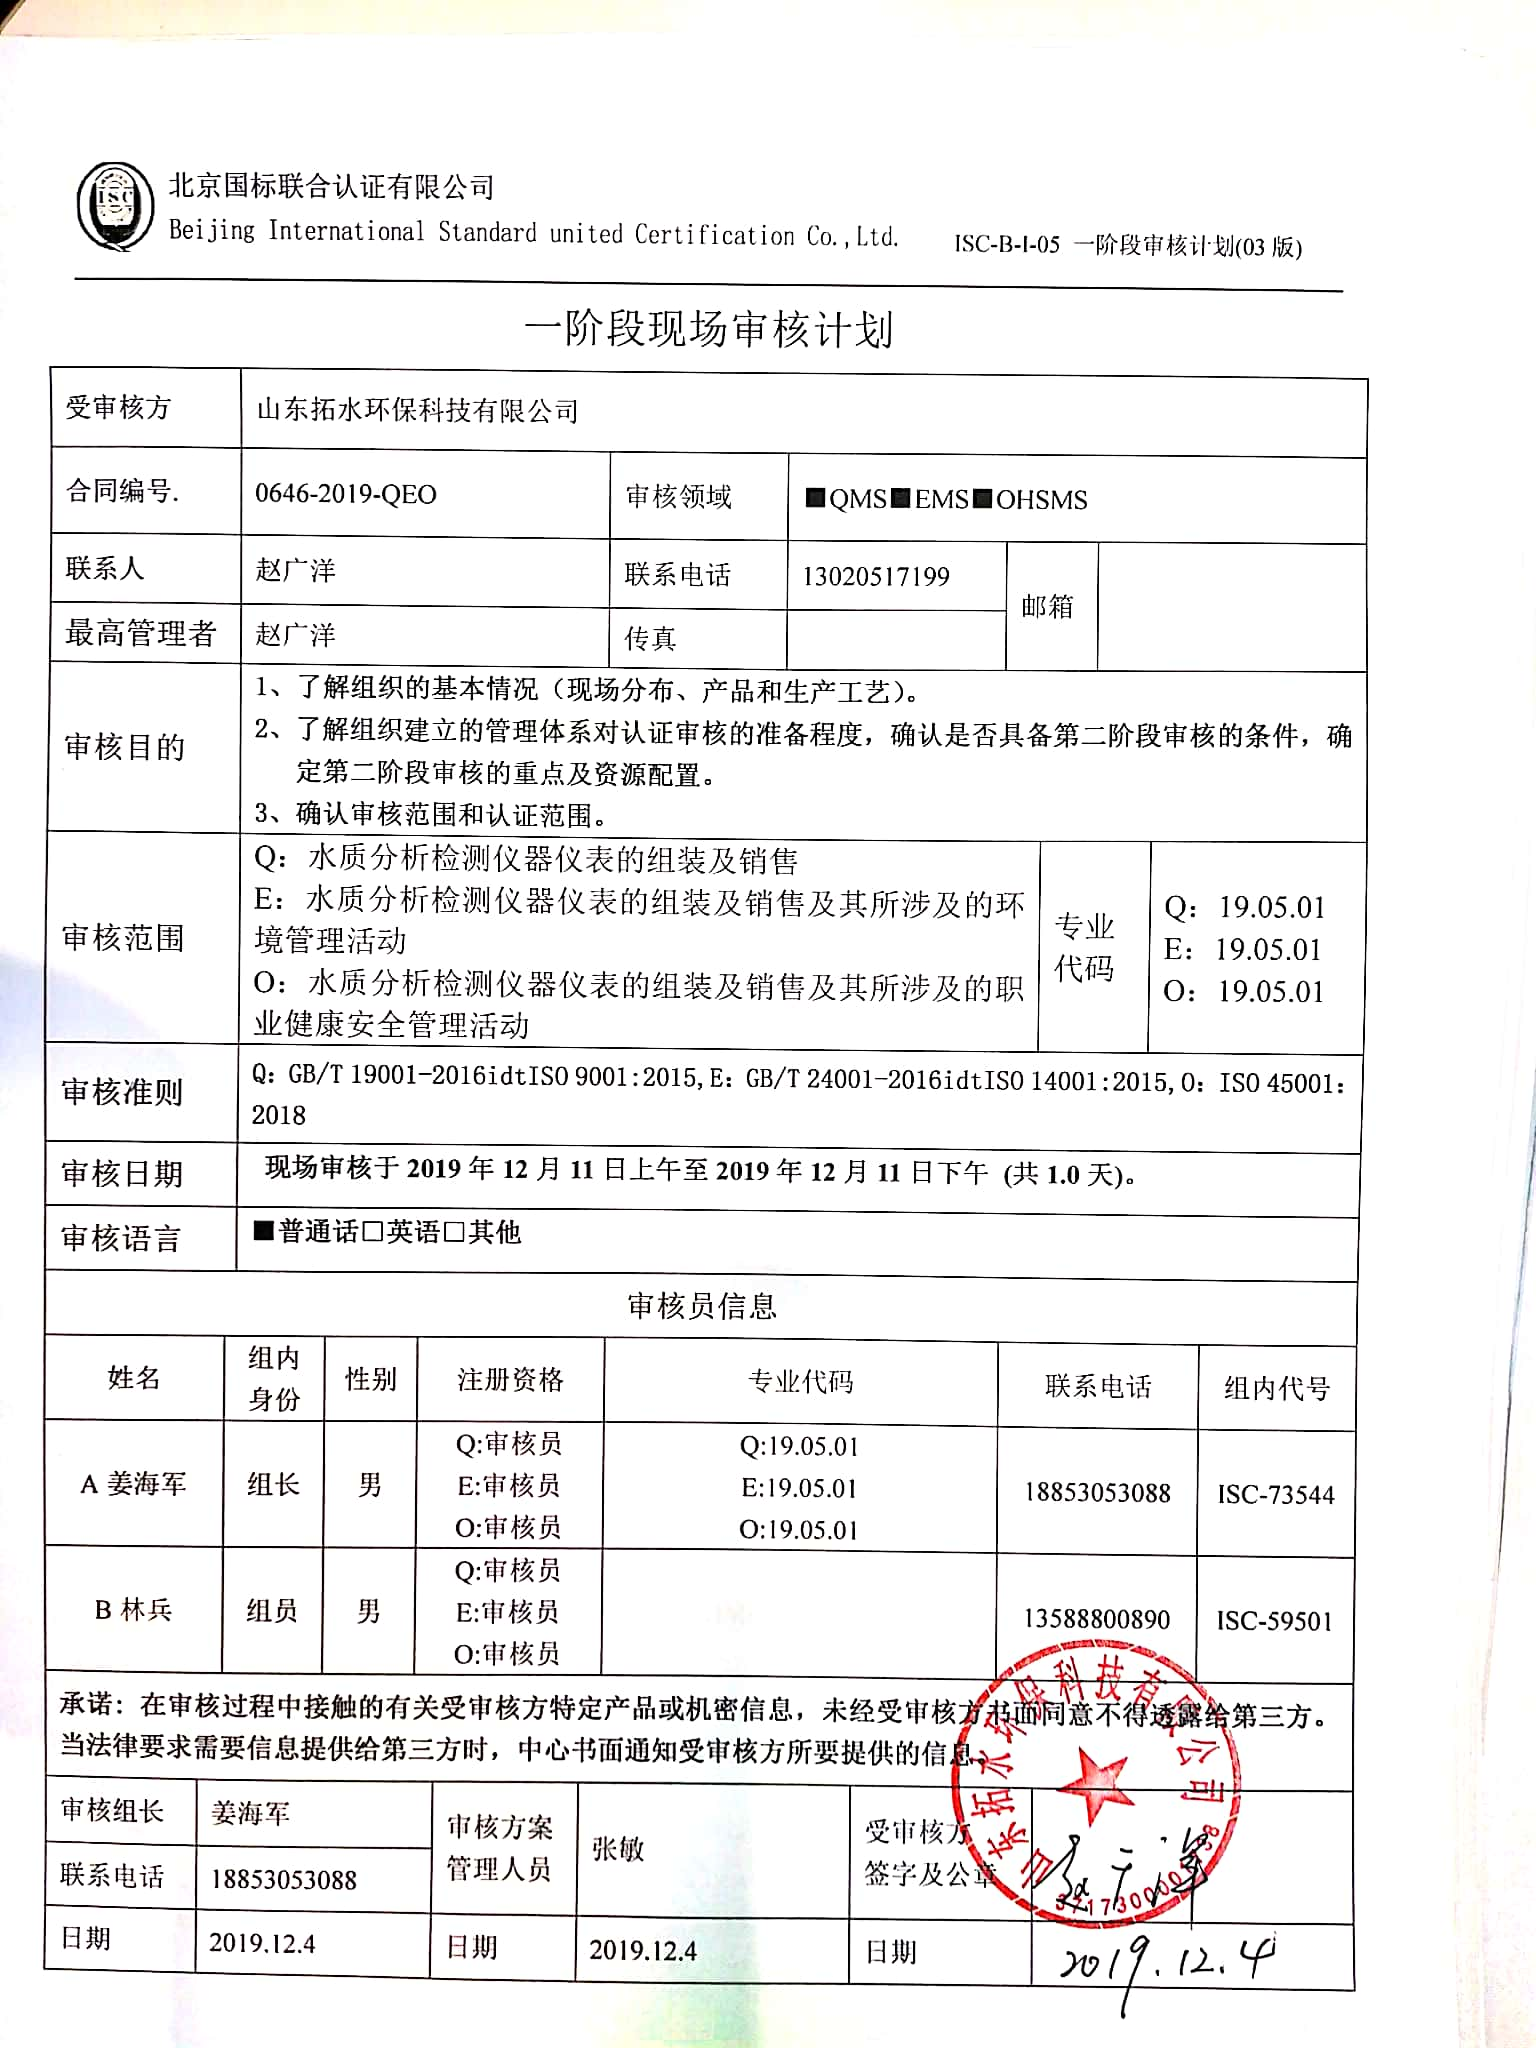 ISC
北京国标联合认证有限公司
Beijing International Standard united Certification Co.,Ltd.
ISC-B-I-05 一阶段审核计划(03 版)
一阶段现场审核计划
受审核方 山东拓水环保科技有限公司
合同编号. 0646-2019-QEO 审核领域 ■QMS■EMS■OHSMS
联系人 赵广洋 联系电话 13020517199 邮箱
最高管理者 赵广洋 传真
审核目的
1、了解组织的基本情况（现场分布、产品和生产工艺）。
2、了解组织建立的管理体系对认证审核的准备程度，确认是否具备第二阶段审核的条件，确
定第二阶段审核的重点及资源配置。
3、确认审核范围和认证范围。
审核范围
Q：水质分析检测仪器仪表的组装及销售
E：水质分析检测仪器仪表的组装及销售及其所涉及的环
境管理活动
O：水质分析检测仪器仪表的组装及销售及其所涉及的职
业健康安全管理活动
专业
代码
Q：19.05.01
E：19.05.01
O：19.05.01
审核准则
Q：GB/T 19001-2016idtISO 9001:2015,E：GB/T 24001-2016idtISO 14001:2015,O：ISO 45001：
2018
审核日期 现场审核于 2019 年 12 月 11 日上午至 2019 年 12 月 11 日下午 (共 1.0 天)。
审核语言 ■普通话□英语□其他
审核员信息
姓名 组内
身份 性别 注册资格 专业代码 联系电话 组内代号
A 姜海军 组长 男
Q:审核员
E:审核员
O:审核员
Q:19.05.01
E:19.05.01
O:19.05.01
18853053088 ISC-73544
B 林兵 组员 男
Q:审核员
E:审核员
O:审核员
13588800890 ISC-59501
承诺：在审核过程中接触的有关受审核方特定产品或机密信息，未经受审核方书面同意不得透露给第三方。
当法律要求需要信息提供给第三方时，中心书面通知受审核方所要提供的信息。
审核组长 姜海军
联系电话 18853053088
审核方案
管理人员
张敏
受审核方
签字及公章
山东拓水环保科技有限公司
日期 2019.12.4 日期 2019.12.4 日期 2019.12.4